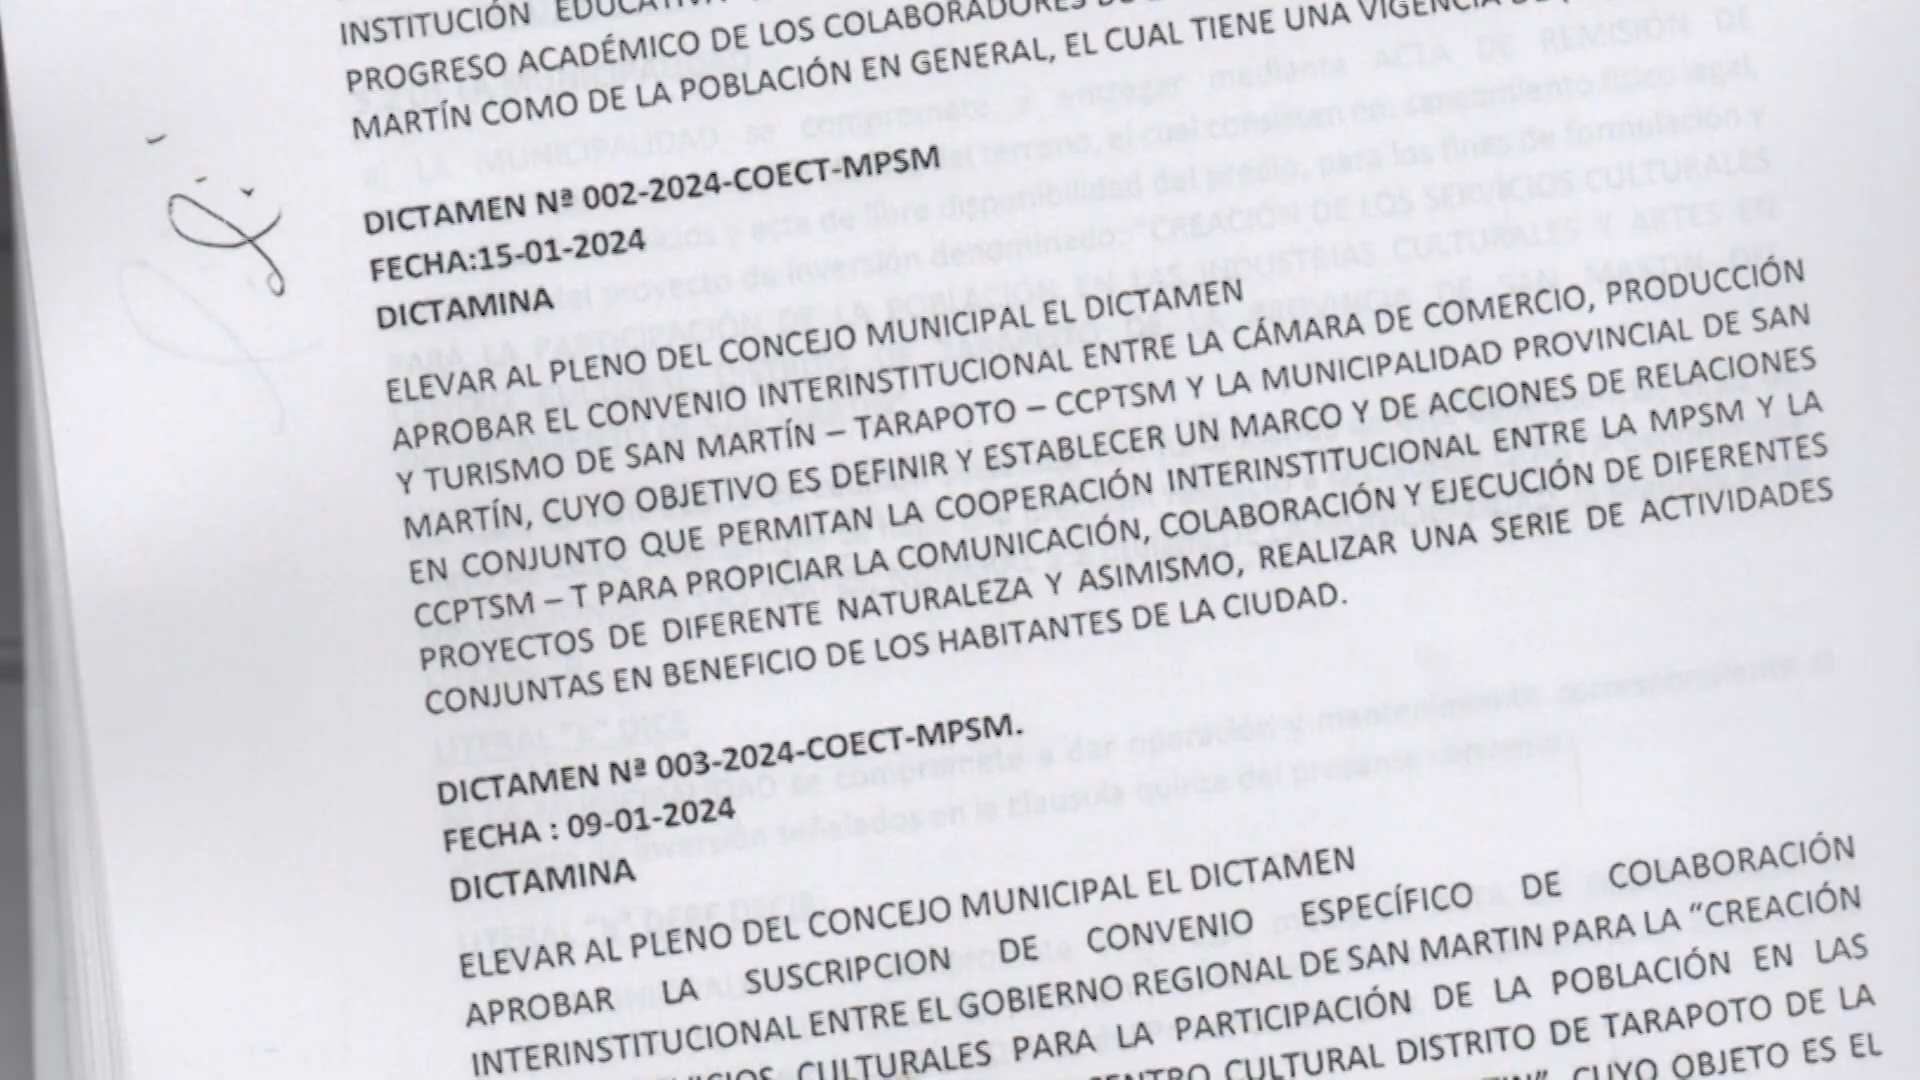 INSTITUCIÓN EDUCATIVA
PROGRESO ACADÉMICO DE LOS COLABORADORES DE
MARTÍN COMO DE LA POBLACIÓN EN GENERAL, EL CUAL TIENE UNA VIGENCIA DE
DICTAMEN Nª 002-2024-COECT-MPSM
FECHA:15-01-2024
DICTAMINA
ELEVAR AL PLENO DEL CONCEJO MUNICIPAL EL DICTAMEN
APROBAR EL CONVENIO INTERINSTITUCIONAL ENTRE LA CÁMARA DE COMERCIO, PRODUCCIÓN
Y TURISMO DE SAN MARTÍN – TARAPOTO – CCPTSM Y LA MUNICIPALIDAD PROVINCIAL DE SAN
MARTÍN, CUYO OBJETIVO ES DEFINIR Y ESTABLECER UN MARCO Y DE ACCIONES DE RELACIONES
EN CONJUNTO QUE PERMITAN LA COOPERACIÓN INTERINSTITUCIONAL ENTRE LA MPSM Y LA
CCPTSM – T PARA PROPICIAR LA COMUNICACIÓN, COLABORACIÓN Y EJECUCIÓN DE DIFERENTES
PROYECTOS DE DIFERENTE NATURALEZA Y ASIMISMO, REALIZAR UNA SERIE DE ACTIVIDADES
CONJUNTAS EN BENEFICIO DE LOS HABITANTES DE LA CIUDAD.
DICTAMEN Nª 003-2024-COECT-MPSM.
FECHA : 09-01-2024
DICTAMINA
ELEVAR AL PLENO DEL CONCEJO MUNICIPAL EL DICTAMEN
APROBAR LA SUSCRIPCION DE CONVENIO ESPECÍFICO DE COLABORACIÓN
INTERINSTITUCIONAL ENTRE EL GOBIERNO REGIONAL DE SAN MARTIN PARA LA “CREACIÓN
CULTURALES PARA LA PARTICIPACIÓN DE LA POBLACIÓN EN LAS
CULTURAL DISTRITO DE TARAPOTO DE LA
CUYO OBJETO ES EL